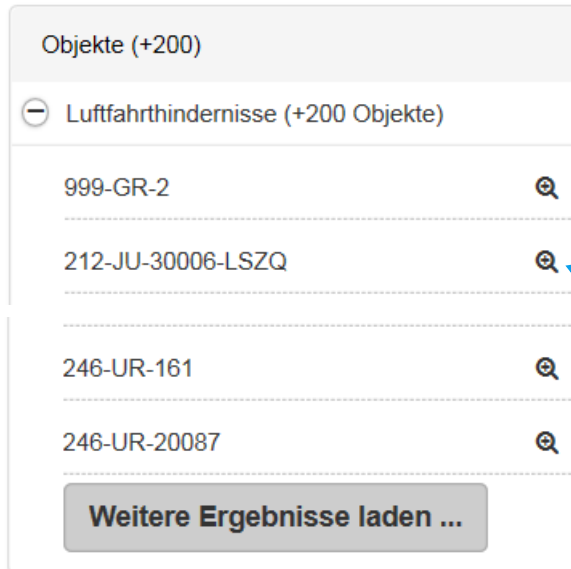 Objekte (+200)
Luftfahrthindernisse (+200 Objekte)
999-GR-2
212-JU-30006-LSZQ
246-UR-161
246-UR-20087
Weitere Ergebnisse laden ...